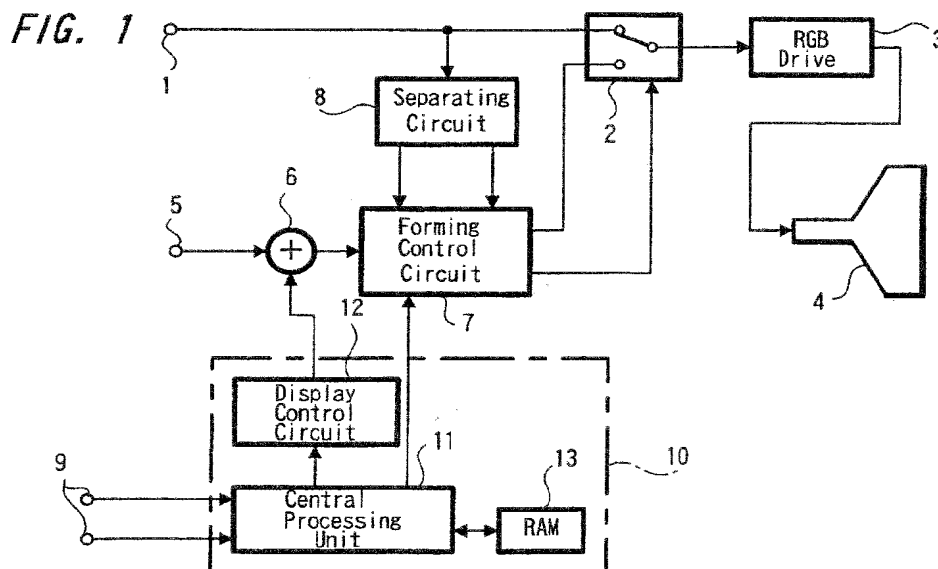 FIG. 1
1
8
Separating
Circuit
2
RGB
Drive
3
5
6
Forming
Control
Circuit
7
4
12
Display
Control
Circuit
11
10
9
Central
Processing
Unit
13
RAM